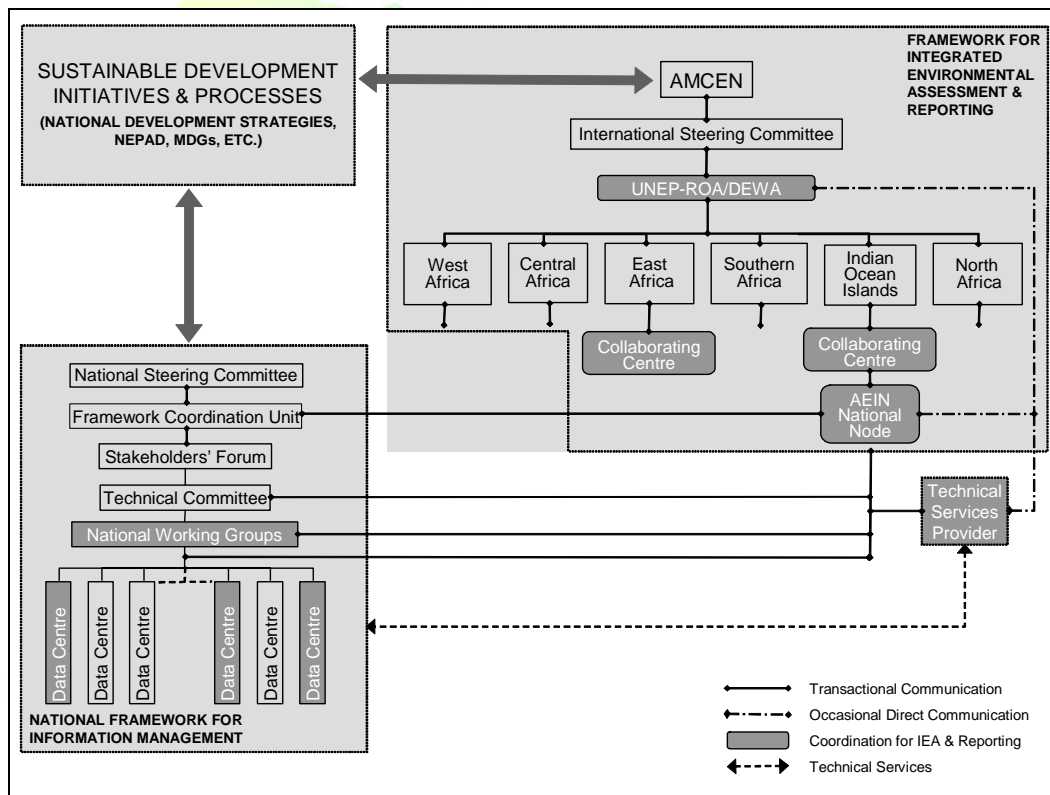 SUSTAINABLE DEVELOPMENT
INITIATIVES & PROCESSES
(NATIONAL DEVELOPMENT STRATEGIES,
NEPAD, MDGs, ETC.)
FRAMEWORK FOR
INTEGRATED
ENVIRONMENTAL
ASSESSMENT &
REPORTING
AMCEN
International Steering Committee
UNEP-ROA/DEWA
West
Africa
Central
Africa
East
Africa
Southern
Africa
Indian
Ocean
Islands
North
Africa
Collaborating
Centre
Collaborating
Centre
AEIN
National
Node
National Steering Committee
Framework Coordination Unit
Stakeholders' Forum
Technical Committee
National Working Groups
Data Centre
Data Centre
Data Centre
Data Centre
Data Centre
Data Centre
NATIONAL FRAMEWORK FOR
INFORMATION MANAGEMENT
Technical
Services
Provider
Transactional Communication
Occasional Direct Communication
Coordination for IEA & Reporting
Technical Services